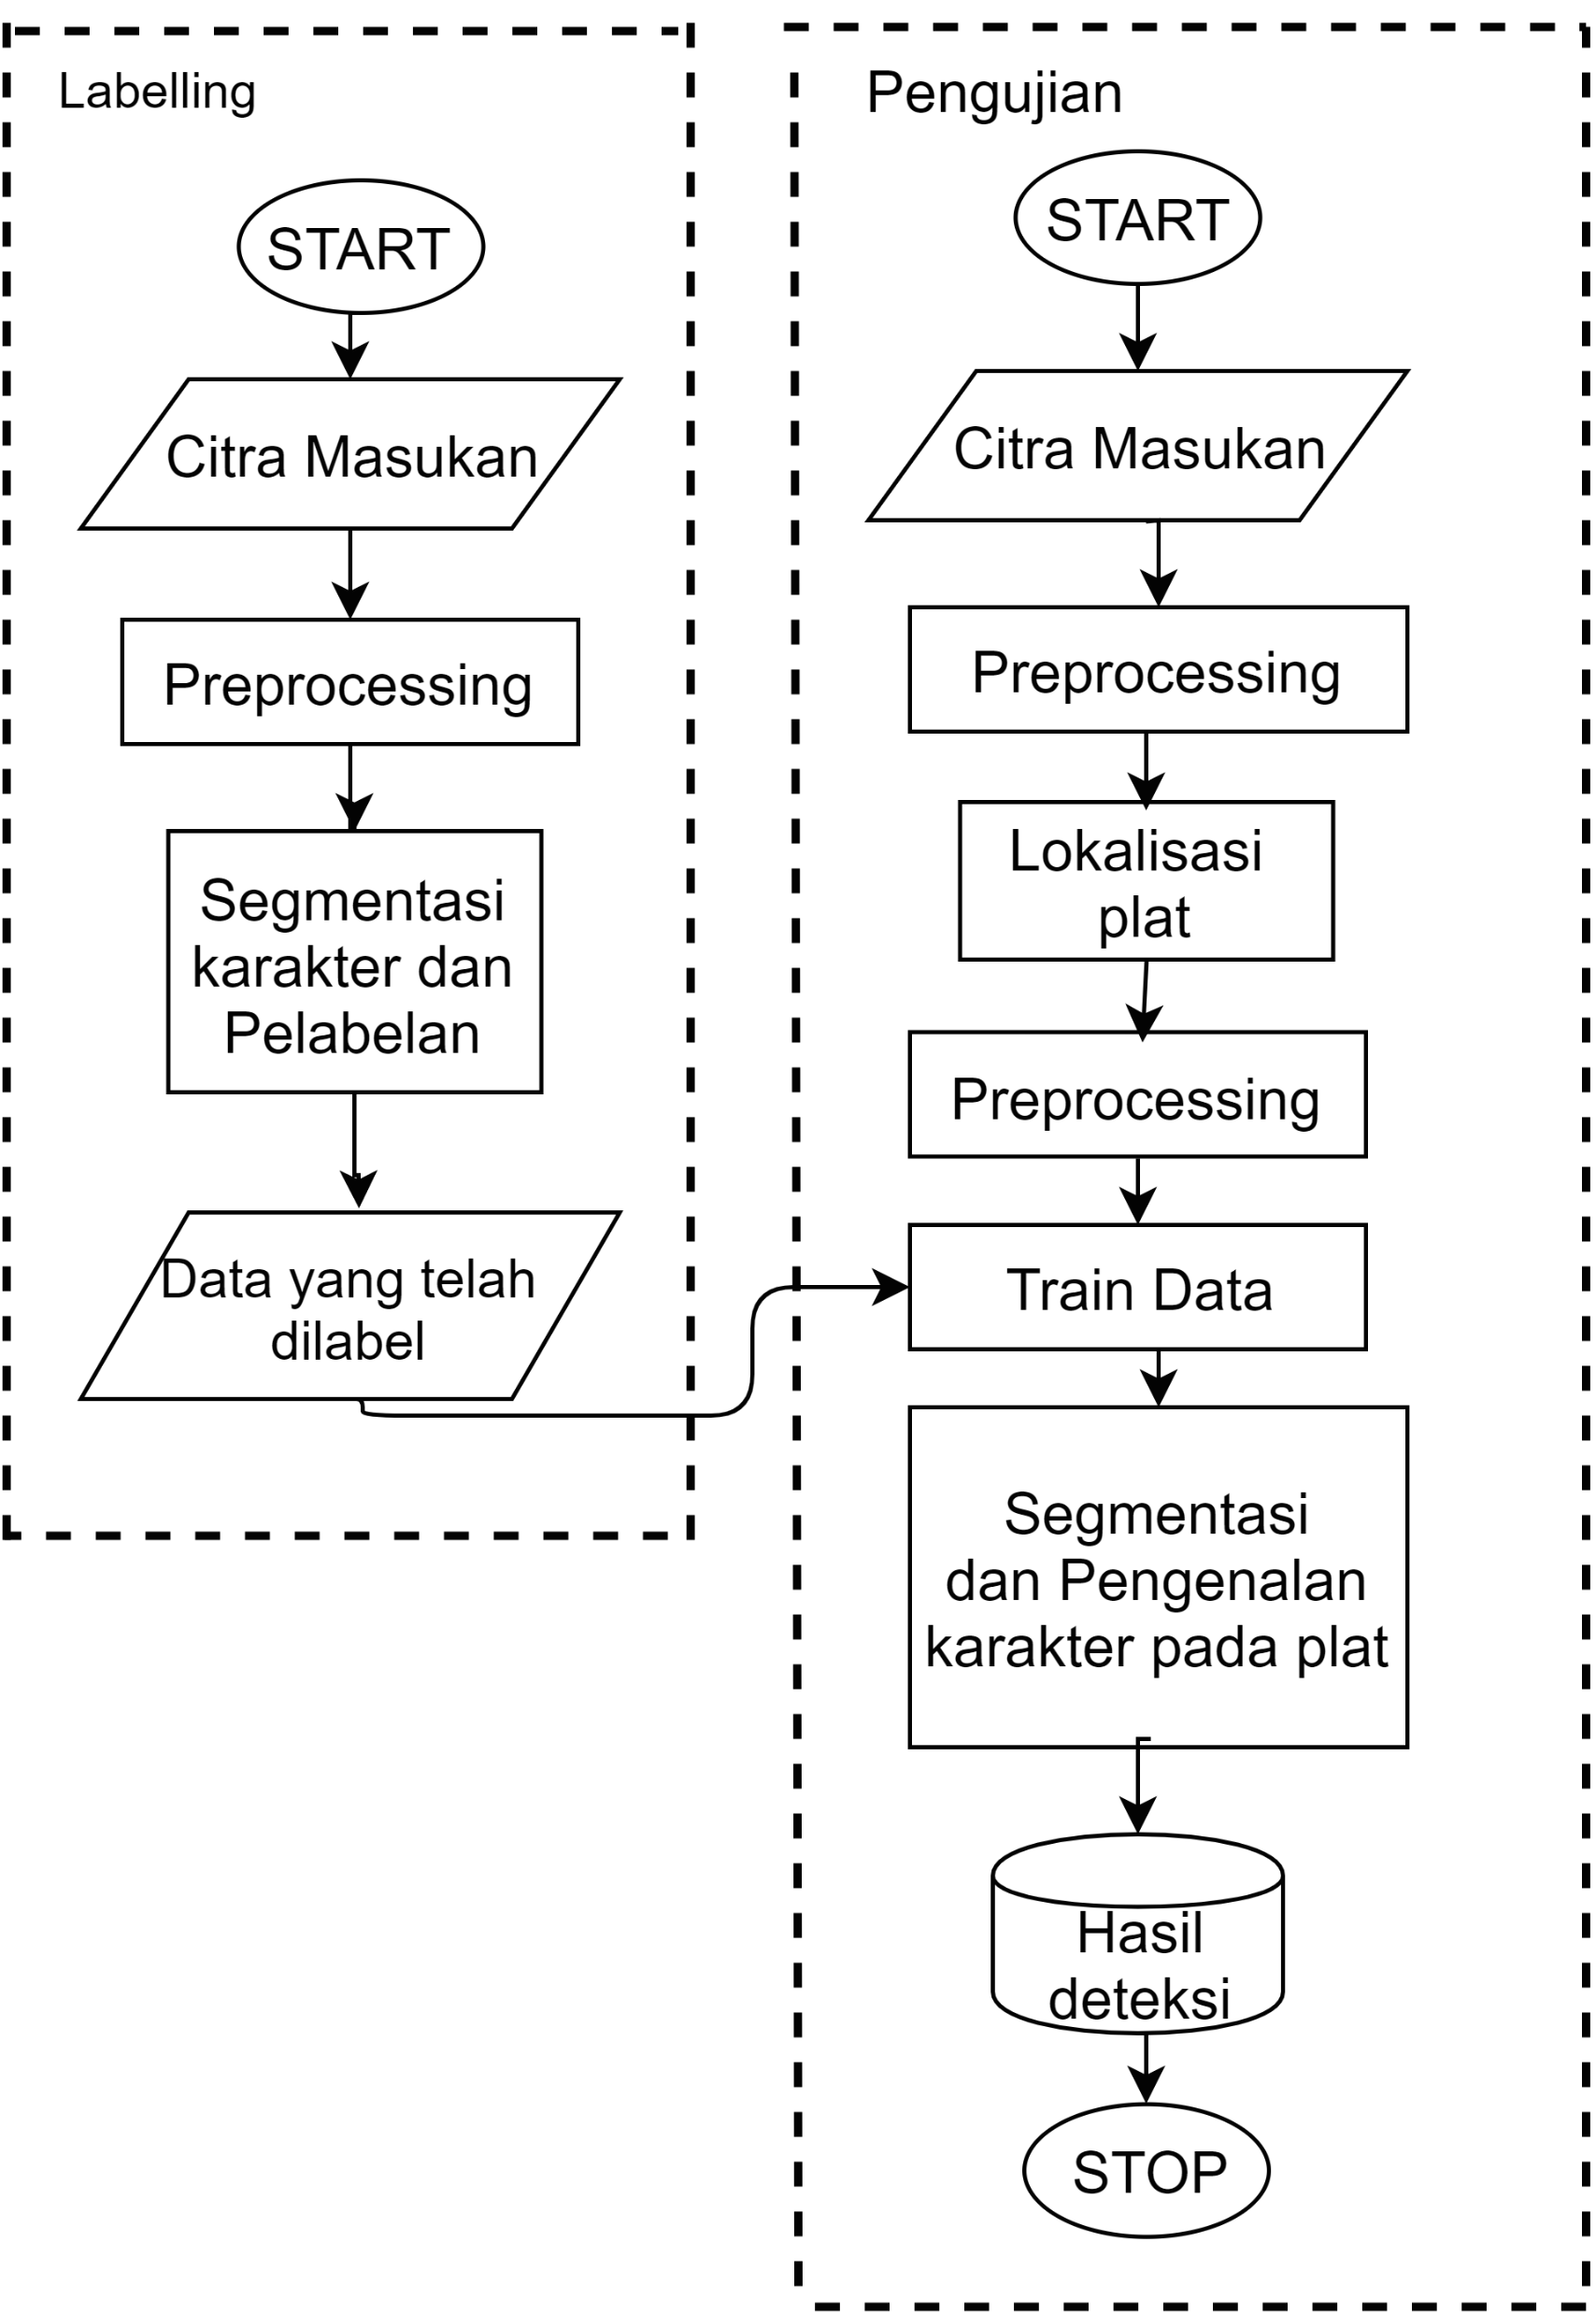 Labelling
START
Citra Masukan
Preprocessing
Segmentasi
karakter dan
Pelabelan
Data yang telah
dilabel
Pengujian
START
Citra Masukan
Preprocessing
Lokalisasi
plat
Preprocessing
Train Data
Segmentasi
dan Pengenalan
karakter pada plat
Hasil
deteksi
STOP